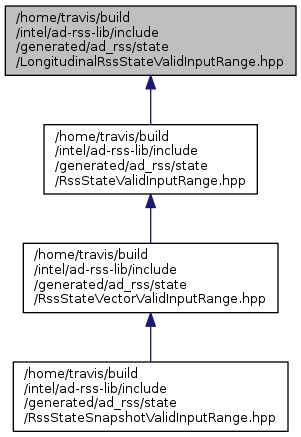 /home/travis/build
/intel/ad-rss-lib/include
/generated/ad_rss/state
/LongitudinalRssStateValidInputRange.hpp
/home/travis/build
/intel/ad-rss-lib/include
/generated/ad_rss/state
/RssStateValidInputRange.hpp
/home/travis/build
/intel/ad-rss-lib/include
/generated/ad_rss/state
/RssStateVectorValidInputRange.hpp
/home/travis/build
/intel/ad-rss-lib/include
/generated/ad_rss/state
/RssStateSnapshotValidInputRange.hpp